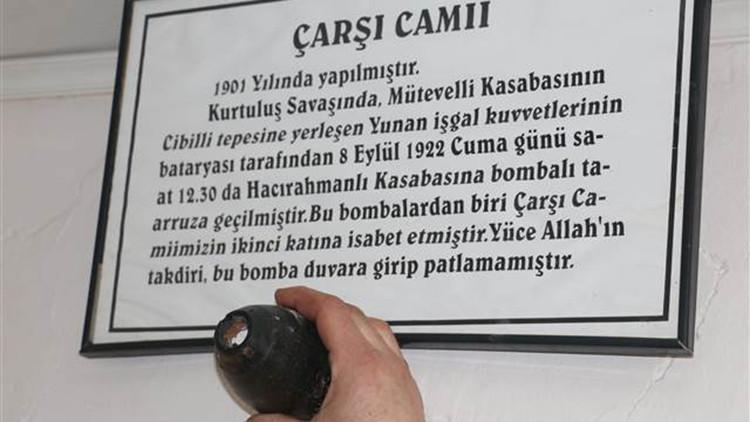 ÇARŞI CAMII
1901 Yılında yapılmıştır.
Kurtuluş Savaşında, Mütevelli Kasabasının
Cibilli tepesine yerleşen Yunan işgal kuvvetlerinin
bataryası tarafından 8 Eylül 1922 Cuma günü sa-
at 12.30 da Hacırahmanlı Kasabasına bombalı ta-
arruza geçilmiştir.Bu bombalardan biri Çarşı Ca-
miimizin ikinci katına isabet etmiştir.Yüce Allah'ın
takdiri, bu bomba duvara girip patlamamıştır.